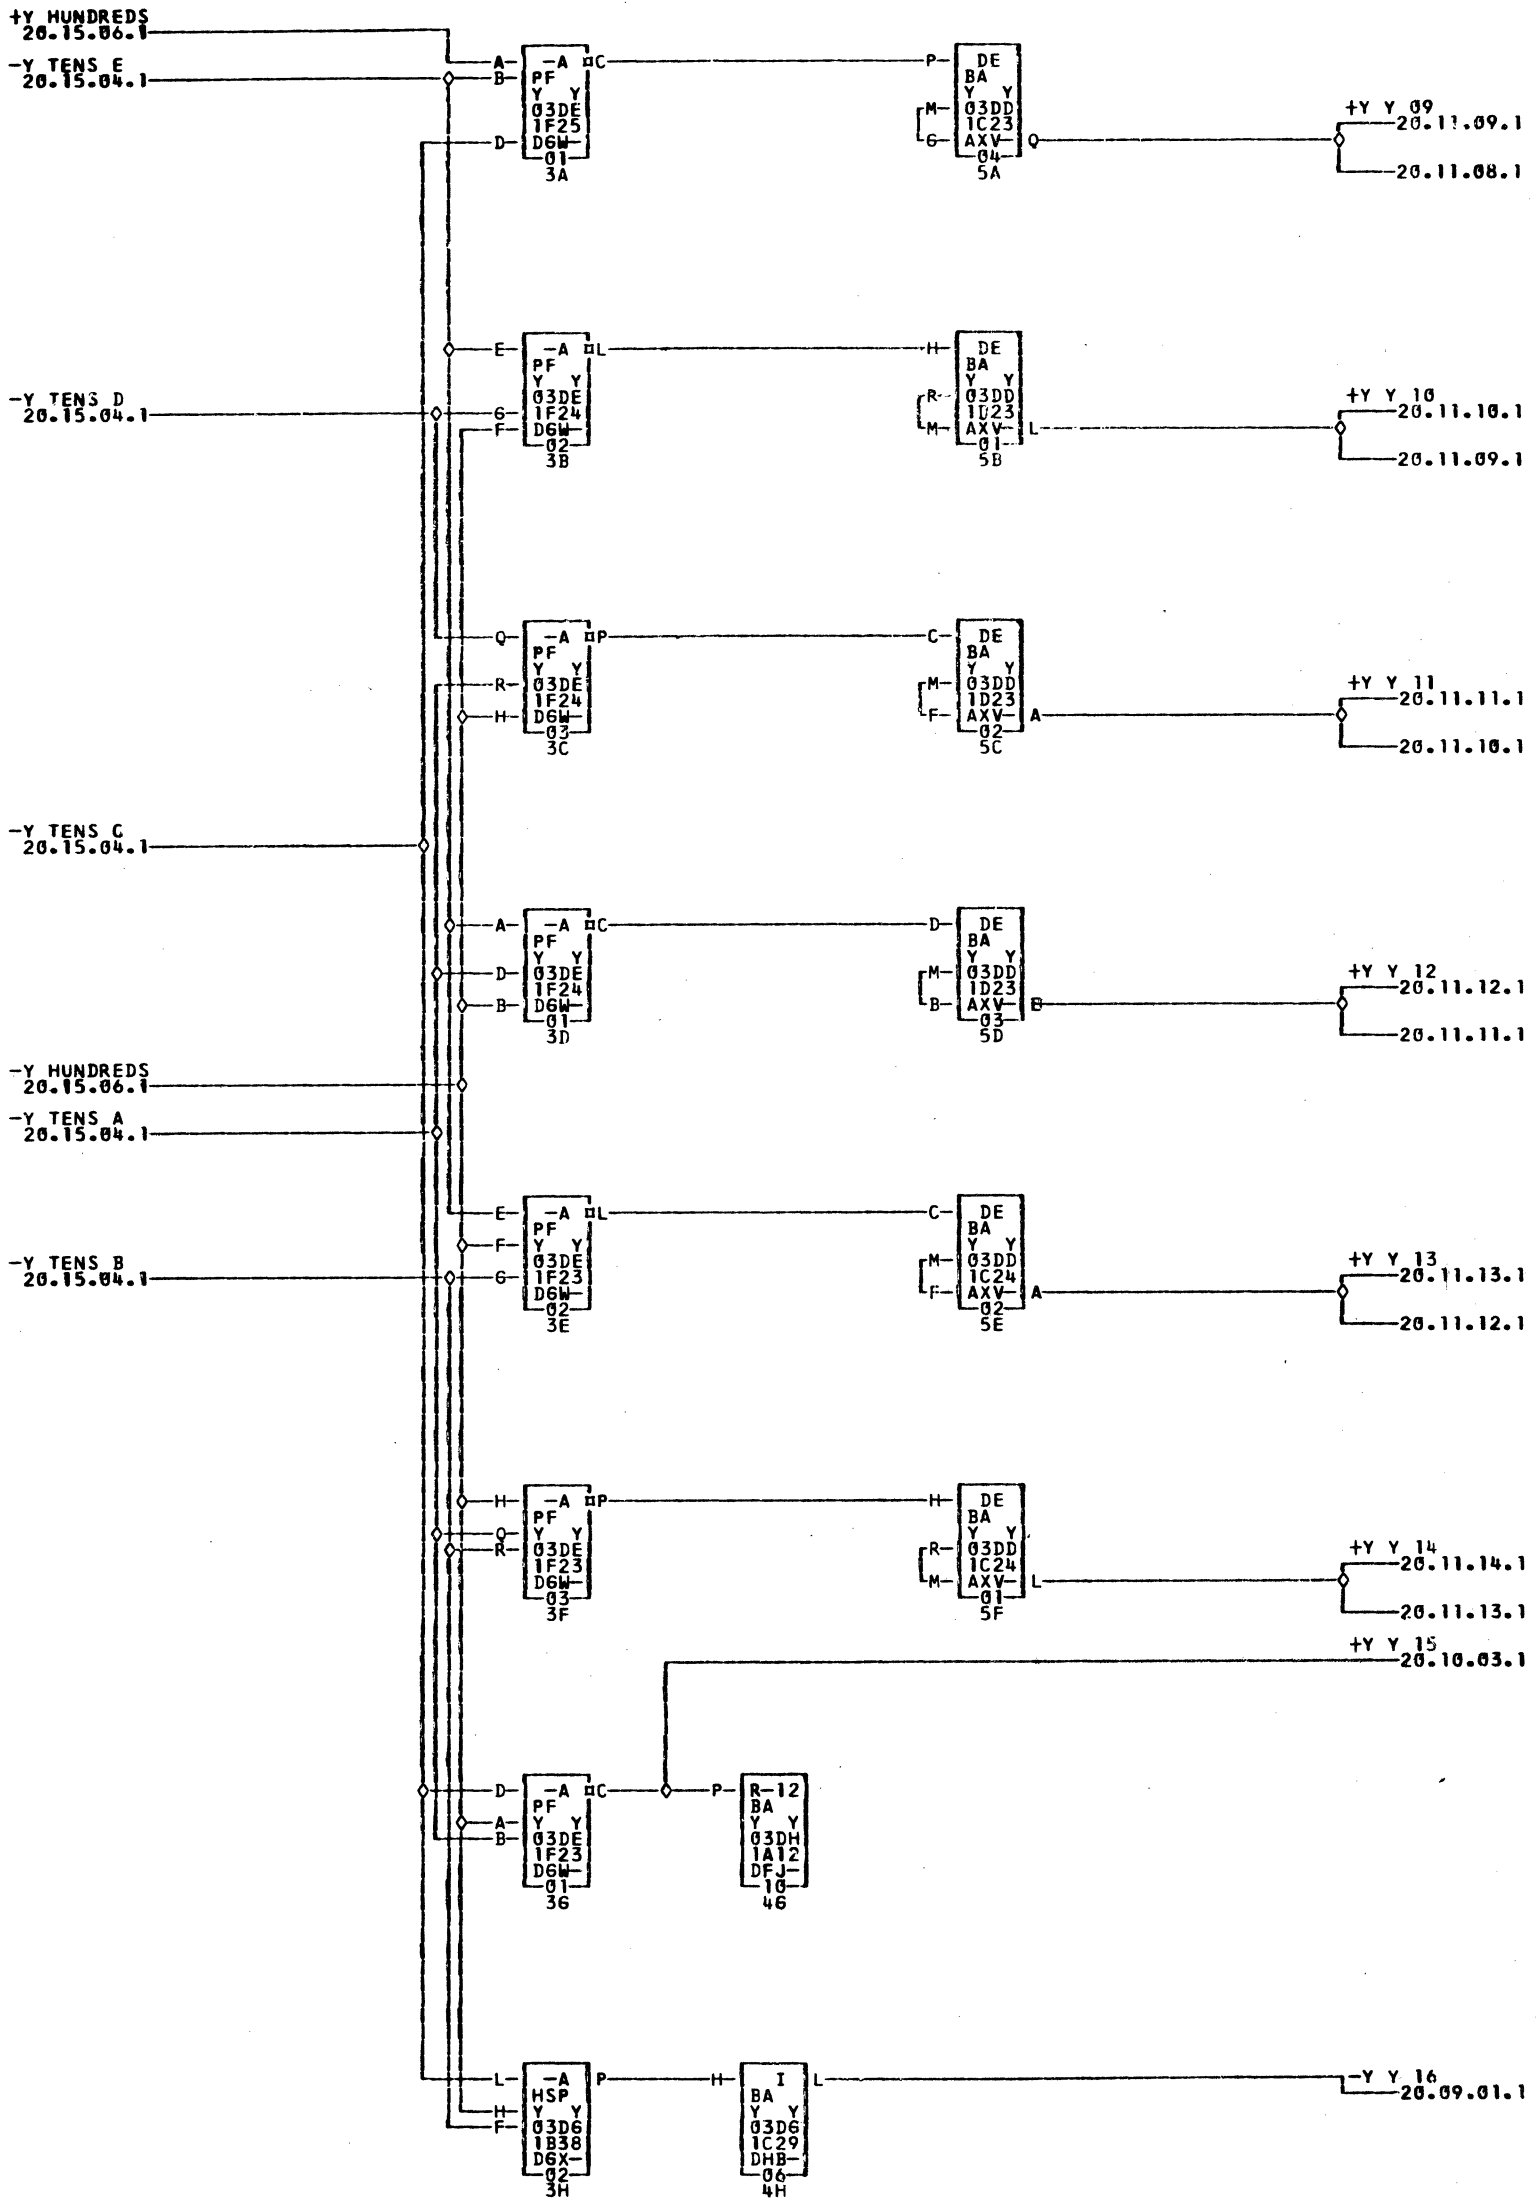 +Y HUNDREDS
20.15.06.1
-Y TENS E
20.15.04.1
A -A ¤C P DE
B PF BA
Y Y Y Y
03DE M 03DD
1F25 1C23
D DGW- G AXV- Q
01 04
3A 5A
+Y Y 09
20.11.09.1
20.11.08.1
E -A ¤L H DE
PF BA
Y Y Y Y
-Y TENS D
20.15.04.1
03DE R 03DD
G 1F24 1D23
F DGW- M AXV- L
02 01
3B 5B
+Y Y 10
20.11.10.1
20.11.09.1
Q -A ¤P C DE
PF BA
Y Y Y Y
R 03DE M 03DD
1F24 1D23
H DGW- F AXV- A
03 02
3C 5C
+Y Y 11
20.11.11.1
20.11.10.1
-Y TENS C
20.15.04.1
A -A ¤C D DE
PF BA
Y Y Y Y
D 03DE M 03DD
1F24 1D23
B DGW- B AXV-
01 03
3D 5D
+Y Y 12
20.11.12.1
20.11.11.1
-Y HUNDREDS
20.15.06.1
-Y TENS A
20.15.04.1
E -A ¤L C DE
PF BA
F Y Y Y Y
-Y TENS B
20.15.04.1
03DE M 03DD
G 1F23 1C24
DGW- F AXV- A
02 02
3E 5E
+Y Y 13
20.11.13.1
20.11.12.1
H -A ¤P H DE
PF BA
Q Y Y Y Y
R 03DE R 03DD
1F23 1C24
DGW- M AXV- L
03 01
3F 5F
+Y Y 14
20.11.14.1
20.11.13.1
+Y Y 15
20.10.03.1
D -A ¤C P R-12
PF BA
A Y Y Y Y
B 03DE 03DH
1F23 1A12
DGW- DFJ-
01 10
3G 4G
L -A P H I L
HSP BA
H Y Y Y Y
F 03DG 03DG
1B38 1C29
DGX- DHB-
02 06
3H 4H
-Y Y 16
20.09.01.1